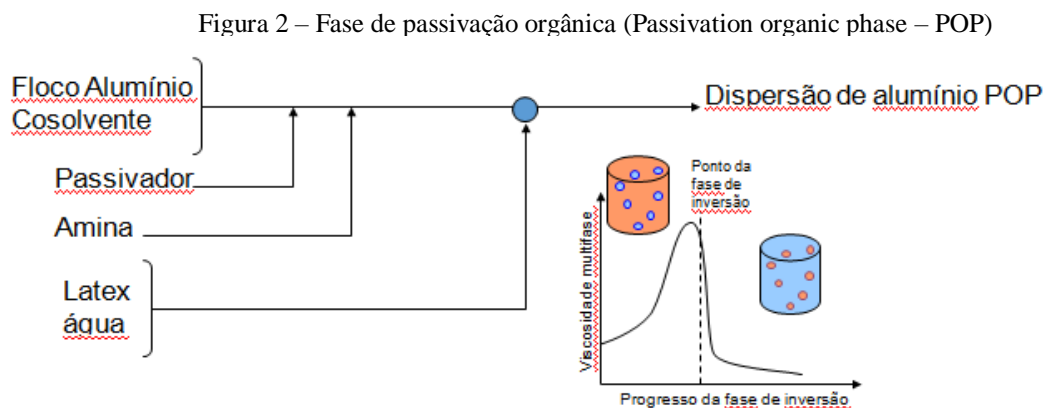 Figura 2 – Fase de passivação orgânica (Passivation organic phase – POP)
Floco Alumínio
Cosolvente
Dispersão de alumínio POP
Passivador
Amina
Latex
água
Ponto da
fase de
inversão
Viscosidade multifase
Progresso da fase de inversão